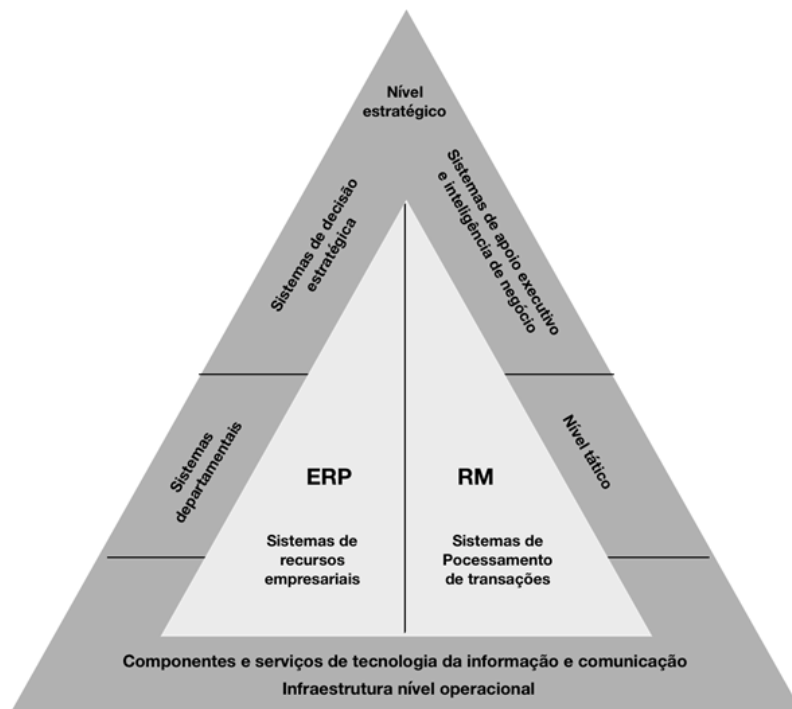 Nível
estratégico
Sistemas de decisão
estratégica
Sistemas de apoio executivo
e inteligência de negócio
Sistemas
departamentais
Nível tático
ERP
RM
Sistemas de
recursos
empresariais
Sistemas de
Pocessamento
de transações
Componentes e serviços de tecnologia da informação e comunicação
Infraestrutura nível operacional